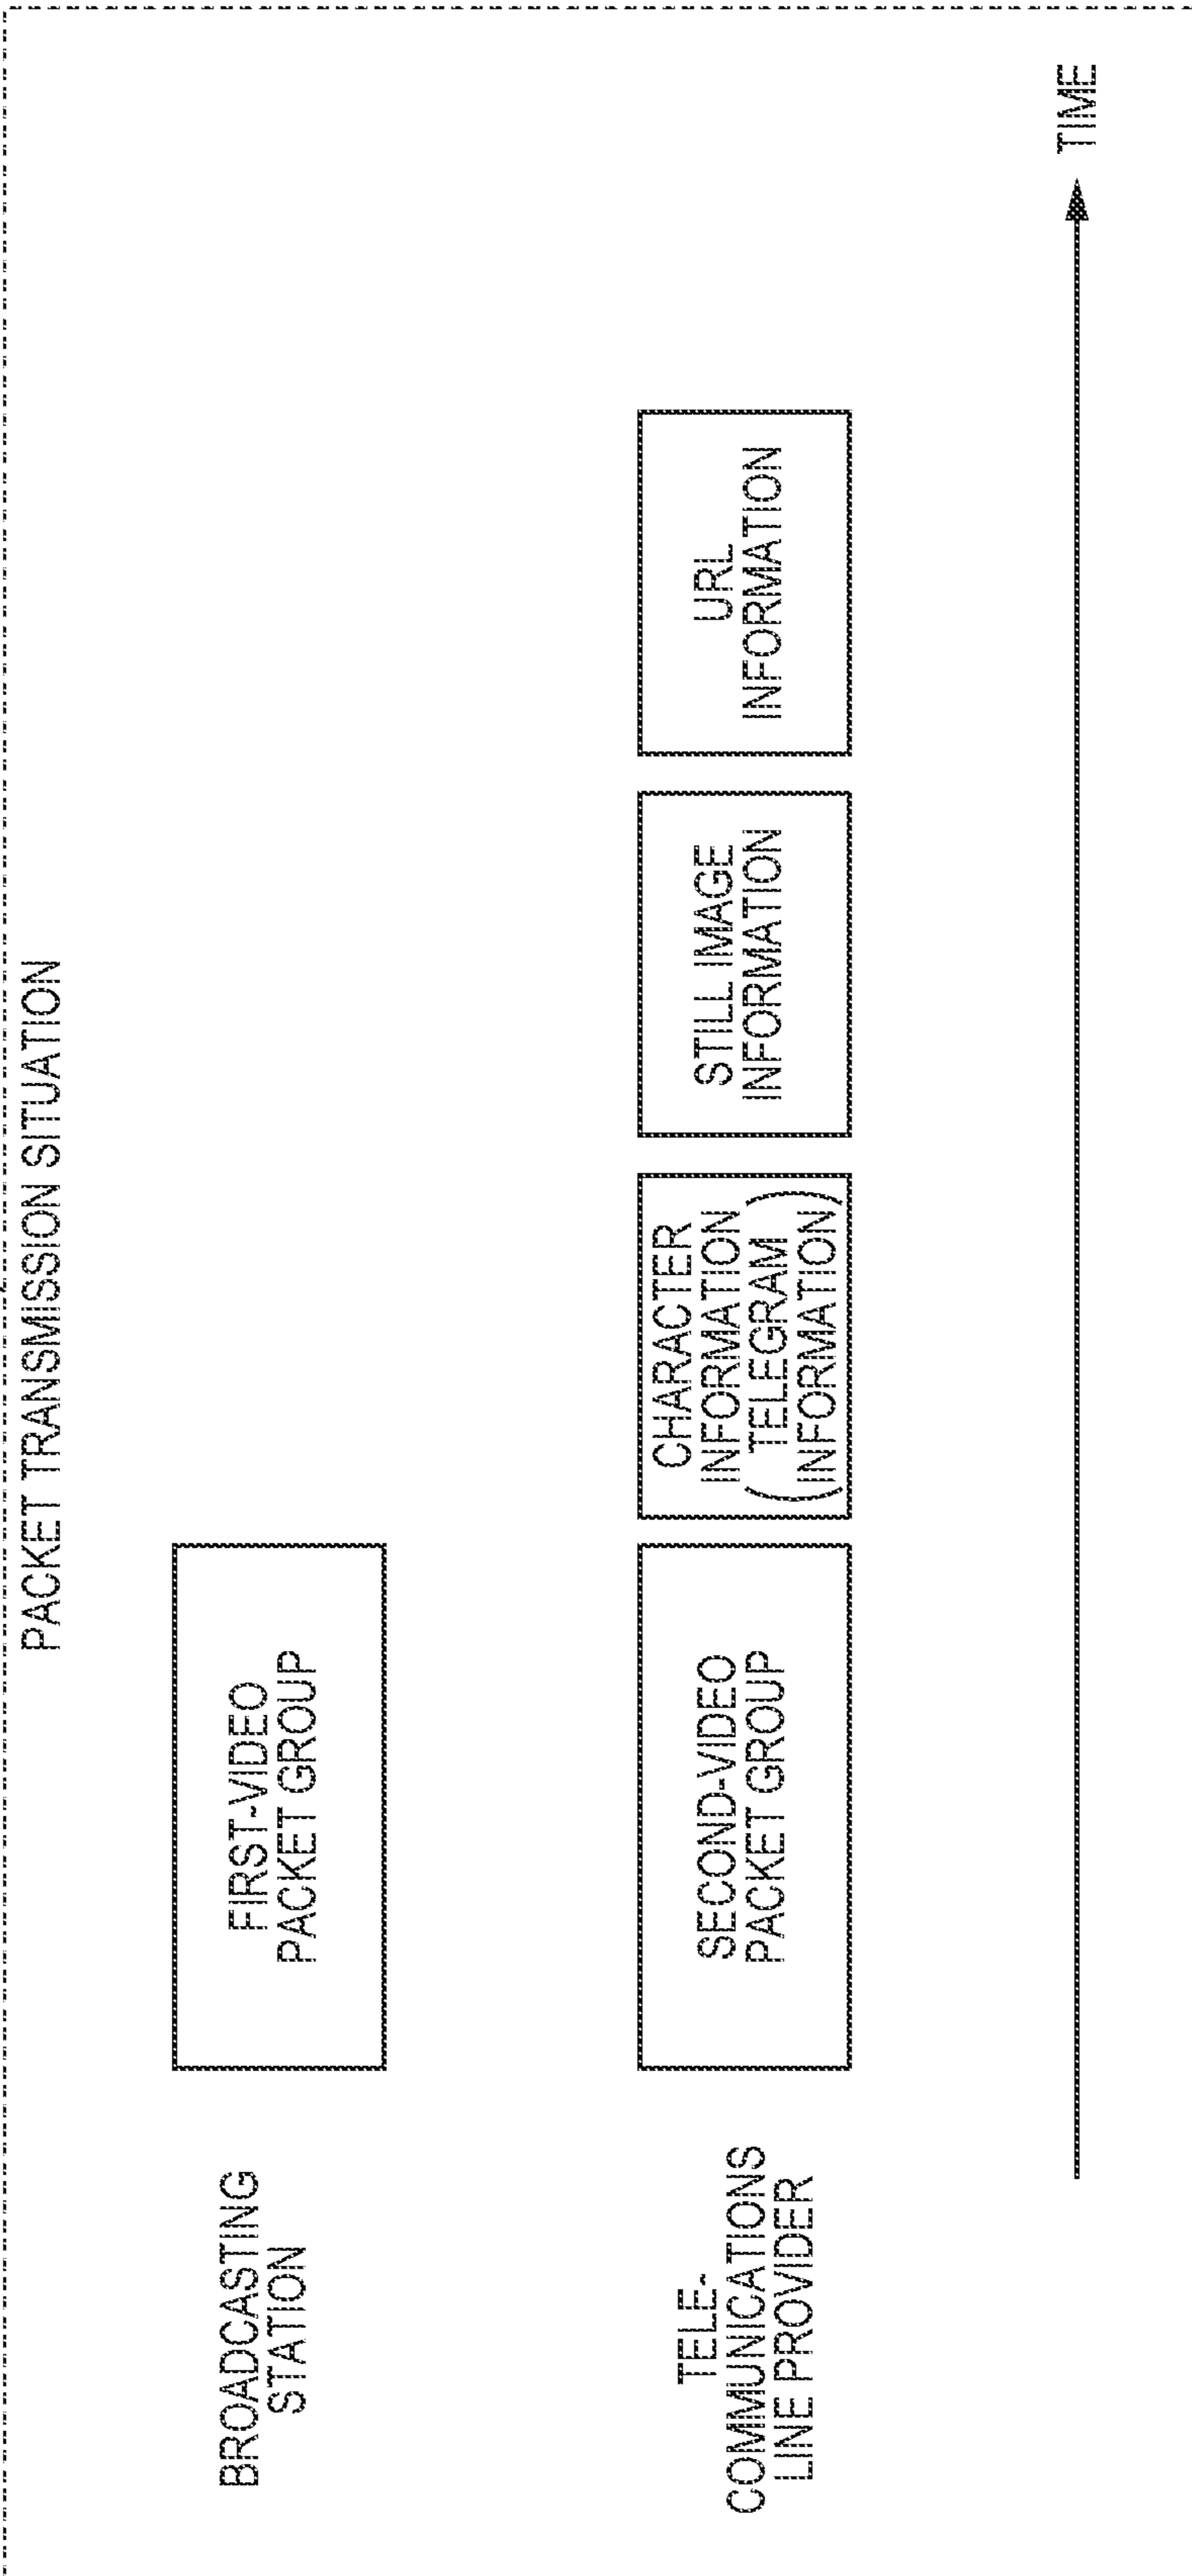 PACKET TRANSMISSION SITUATION
BROADCASTING
STATION
FIRST-VIDEO
PACKET GROUP
TELE-
COMMUNICATIONS
LINE PROVIDER
SECOND-VIDEO
PACKET GROUP
CHARACTER
INFORMATION
(TELEGRAM
INFORMATION)
STILL IMAGE
INFORMATION
URL
INFORMATION
TIME